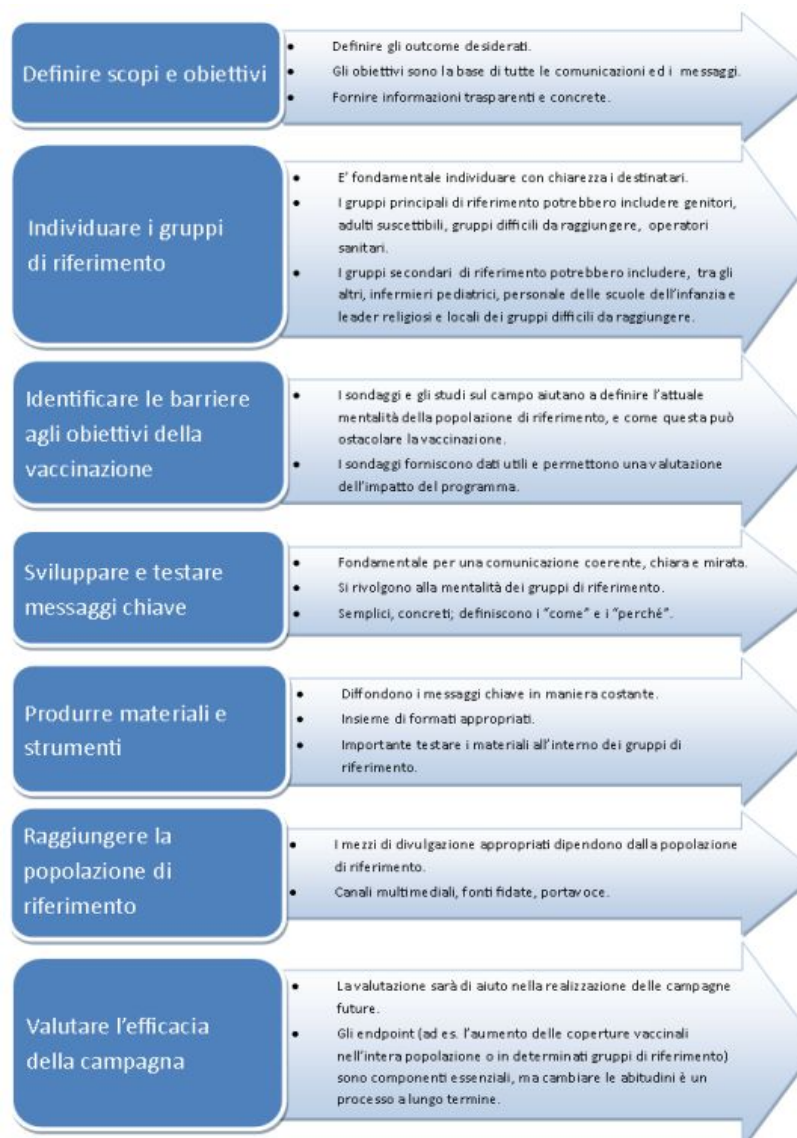 Definire scopi e obiettivi
Definire gli outcome desiderati.
Gli obiettivi sono la base di tutte le comunicazioni ed i messaggi.
Fornire informazioni trasparenti e concrete.
Individuare i gruppi
di riferimento
E' fondamentale individuare con chiarezza i destinatari.
I gruppi principali di riferimento potrebbero includere genitori,
adulti suscettibili, gruppi difficili da raggiungere, operatori
sanitari.
I gruppi secondari di riferimento potrebbero includere, tra gli
altri, infermieri pediatrici, personale delle scuole dell'infanzia e
leader religiosi e locali dei gruppi difficili da raggiungere.
Identificare le barriere
agli obiettivi della
vaccinazione
I sondaggi e gli studi sul campo aiutano a definire l'attuale
mentalità della popolazione di riferimento, e come questa può
ostacolare la vaccinazione.
I sondaggi forniscono dati utili e permettono una valutazione
dell'impatto del programma.
Sviluppare e testare
messaggi chiave
Fondamentale per una comunicazione coerente, chiara e mirata.
Si rivolgono alla mentalità dei gruppi di riferimento.
Semplici, concreti; definiscono i "come" e i "perché".
Produrre materiali e
strumenti
Diffondono i messaggi chiave in maniera costante.
Insieme di formati appropriati.
Importante testare i materiali all'interno dei gruppi di
riferimento.
Raggiungere la
popolazione di
riferimento
I mezzi di divulgazione appropriati dipendono dalla popolazione
di riferimento.
Canali multimediali, fonti fidate, portavoce.
Valutare l'efficacia
della campagna
La valutazione sarà di aiuto nella realizzazione delle campagne
future.
Gli endpoint (ad es. l'aumento delle coperture vaccinali
nell'intera popolazione o in determinati gruppi di riferimento)
sono componenti essenziali, ma cambiare le abitudini è un
processo a lungo termine.